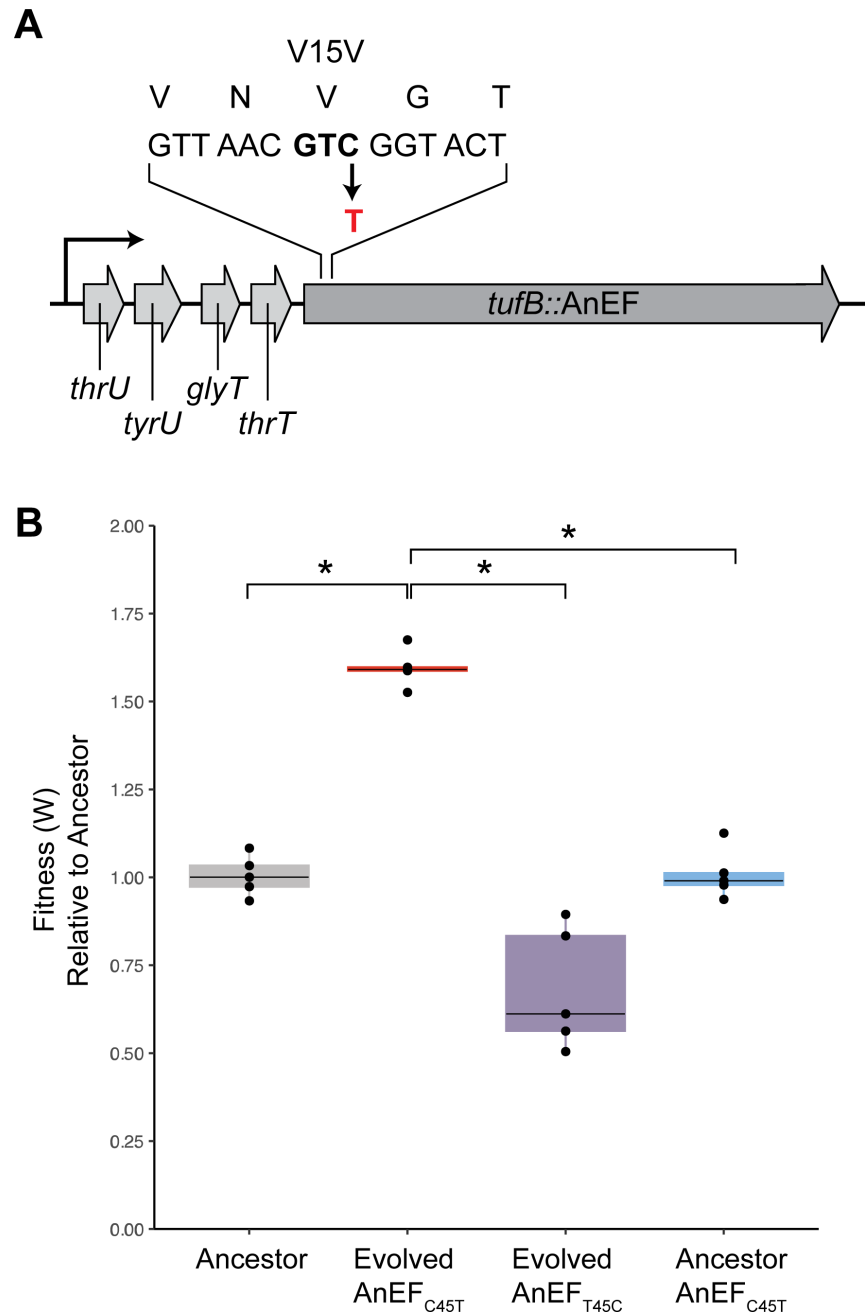 A
V15V
V N V G T
GTT AAC GTC GGT ACT
T
tufB::AnEF
thrU glyT
tyrU thrT
B
2.00
*
*
*
1.75
1.50
1.25
1.00
0.75
0.50
0.25
0.00
Fitness (W)
Relative to Ancestor
Ancestor
Evolved
AnEFC45T
Evolved
AnEFT45C
Ancestor
AnEFC45T